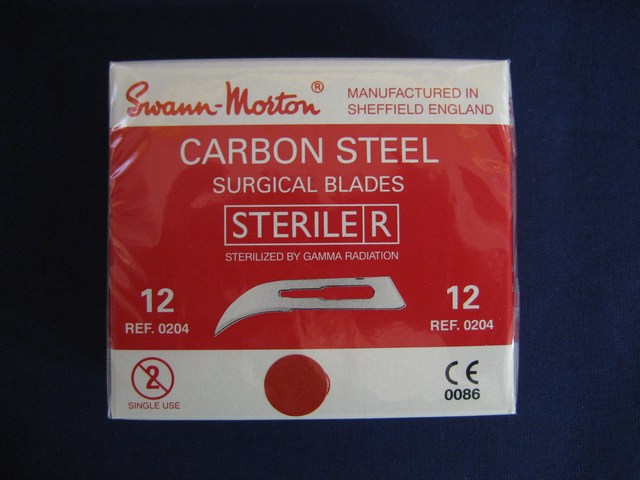 Swann-Morton®
MANUFACTURED IN
SHEFFIELD ENGLAND
CARBON STEEL
SURGICAL BLADES
STERILE R
STERILIZED BY GAMMA RADIATION
12
REF. 0204
12
REF. 0204
2
SINGLE USE
CE
0086